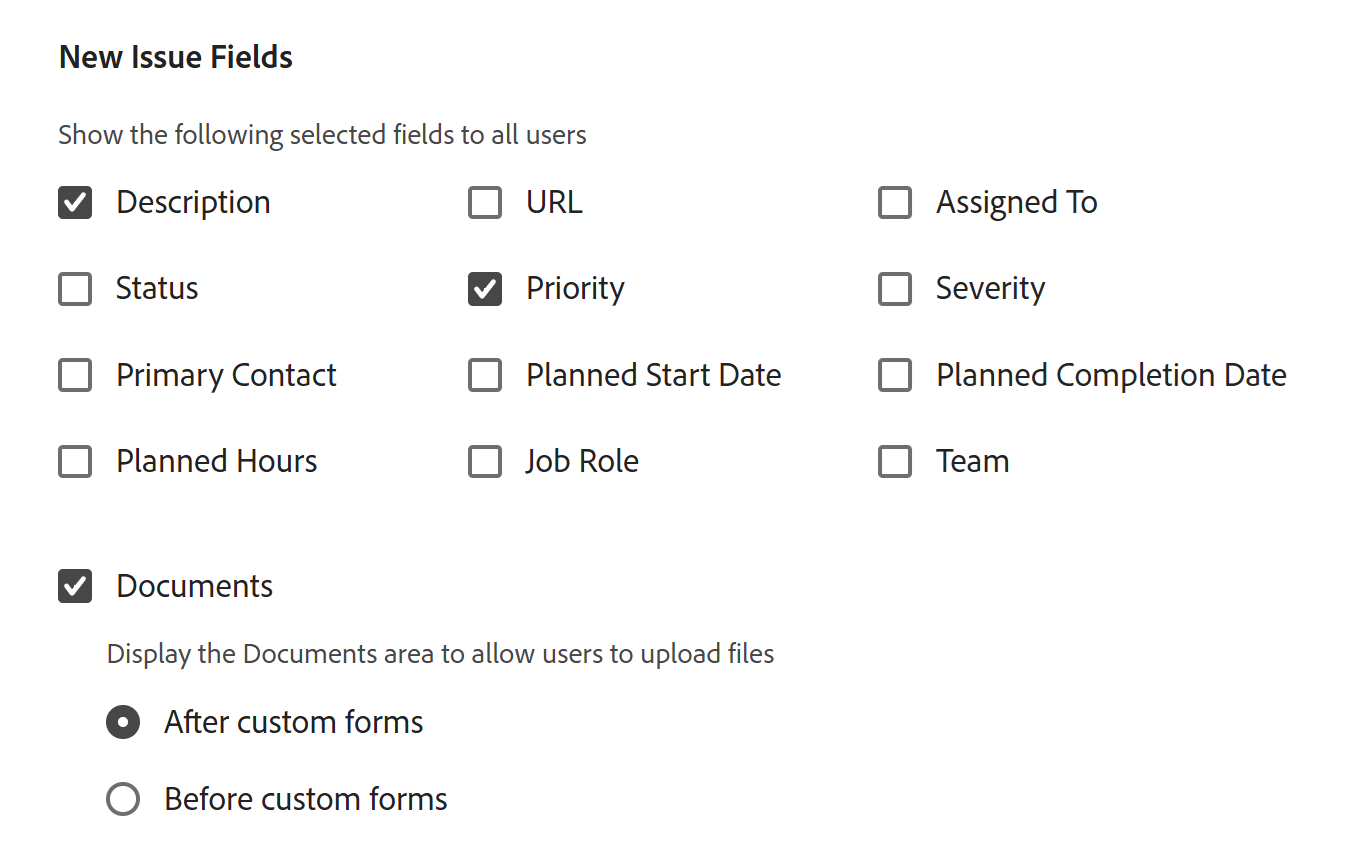 New Issue Fields
Show the following selected fields to all users
Description URL Assigned To
Status Priority Severity
Primary Contact Planned Start Date Planned Completion Date
Planned Hours Job Role Team
Documents
Display the Documents area to allow users to upload files
After custom forms
Before custom forms